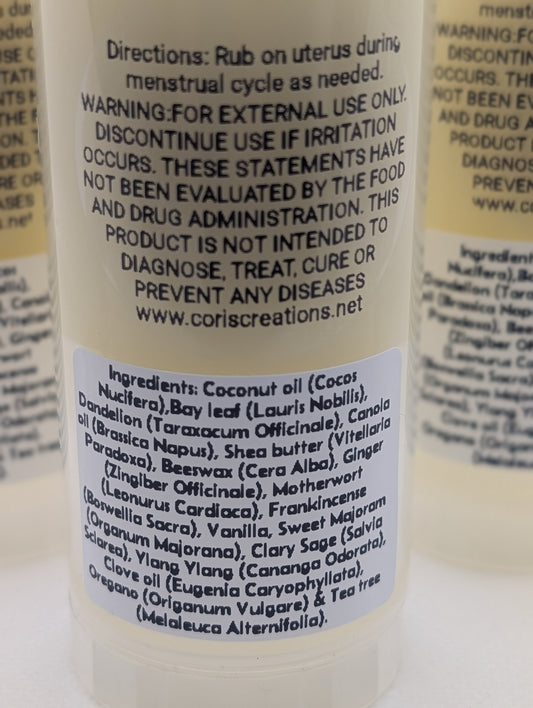 Directions: Rub on uterus during
menstrual cycle as needed.
WARNING:FOR EXTERNAL USE ONLY.
DISCONTINUE USE IF IRRITATION
OCCURS. THESE STATEMENTS HAVE
NOT BEEN EVALUATED BY THE FOOD
AND DRUG ADMINISTRATION. THIS
PRODUCT IS NOT INTENDED TO
DIAGNOSE, TREAT, CURE OR
PREVENT ANY DISEASES
www.coriscreations.net
Ingredients: Coconut oil (Cocos
Nucifera),Bay leaf (Lauris Nobilis),
Dandelion (Taraxacum Officinale), Canola
oil (Brassica Napus), Shea butter (Vitellaria
Paradoxa), Beeswax (Cera Alba), Ginger
(Zingiber Officinale), Motherwort
(Leonurus Cardiaca), Frankincense
(Boswellia Sacra), Vanilla, Sweet Majoram
(Organum Majorana), Clary Sage (Salvia
Sclarea), Ylang Ylang (Cananga Odorata),
Clove oil (Eugenia Caryophyllata),
Oregano (Origanum Vulgare) & Tea tree
(Melaleuca Alternifolia).